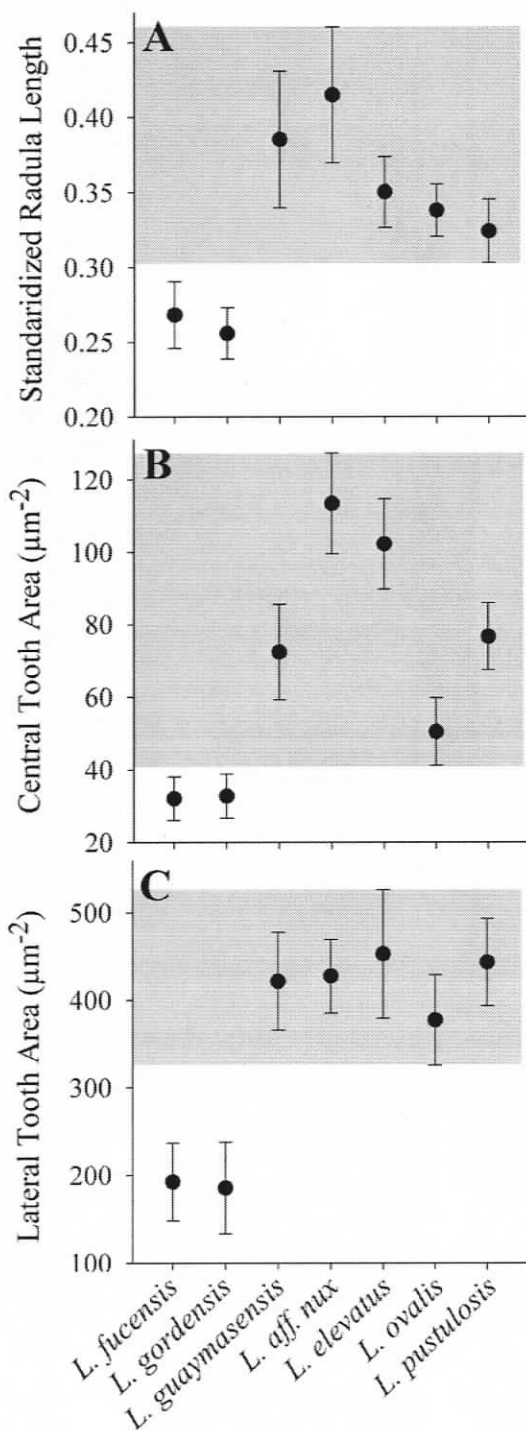 A
Standaridized Radula Length
0.45
0.40
0.35
0.30
0.25
0.20
B
Central Tooth Area (µm-2)
120
100
80
60
40
20
C
Lateral Tooth Area (µm-2)
500
400
300
200
100
L. fucensis
L. gordensis
L. guaymasensis
L. aff. nux
L. elevatus
L. ovalis
L. pustulosis